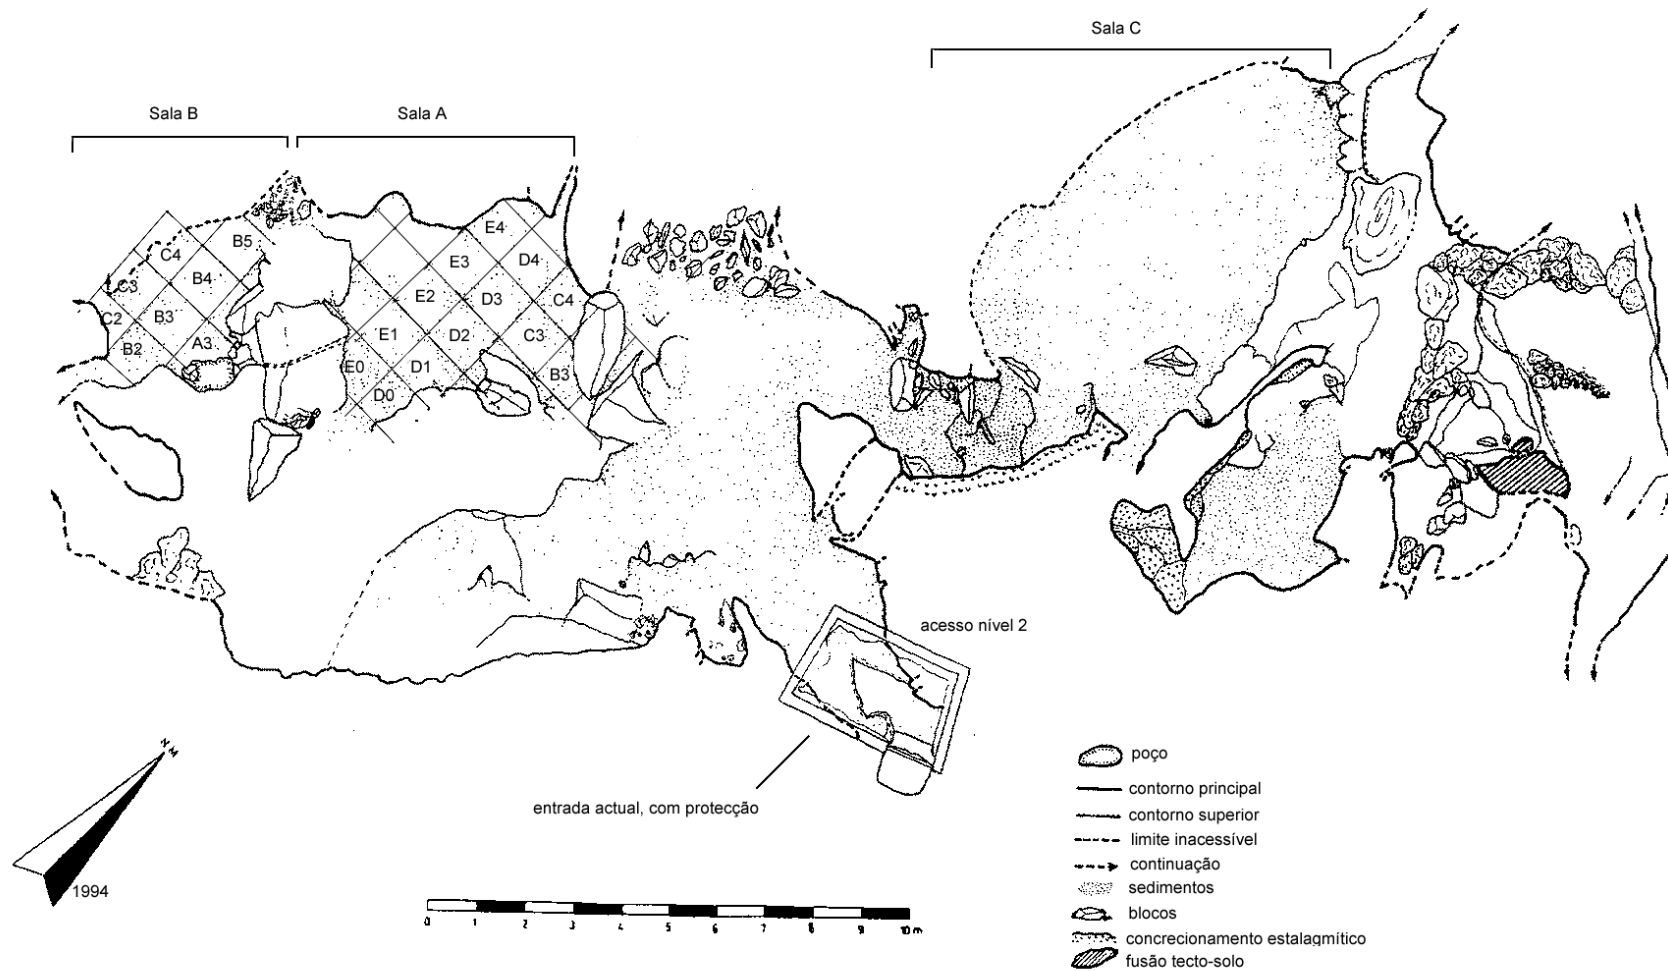 Sala C
Sala B
Sala A
E4
B5
C4
E3
D4
B4
C3
E2
D3
C4
C2
B3
E1
D2
C3
B2
A3
E0
D1
B3
D0
acesso nível 2
N M
poço
contorno principal
entrada actual, com protecção
contorno superior
limite inacessível
continuação
1994
sedimentos
blocos
0 1 2 3 4 5 6 7 8 9 10 m
concrecionamento estalagmítico
fusão tecto-solo